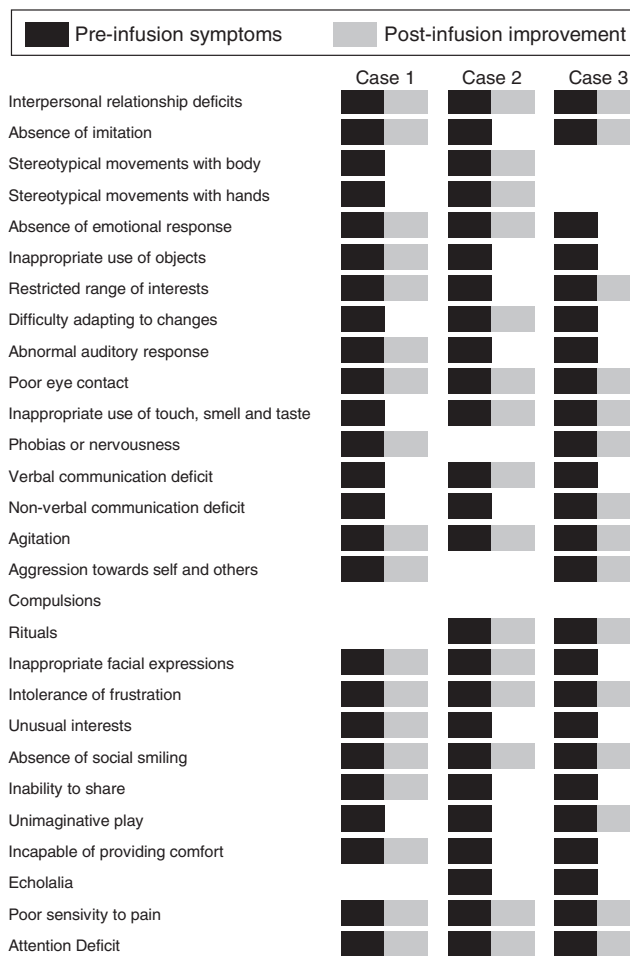 Pre-infusion symptoms Post-infusion improvement
Case 1 Case 2 Case 3
Interpersonal relationship deficits
Absence of imitation
Stereotypical movements with body
Stereotypical movements with hands
Absence of emotional response
Inappropriate use of objects
Restricted range of interests
Difficulty adapting to changes
Abnormal auditory response
Poor eye contact
Inappropriate use of touch, smell and taste
Phobias or nervousness
Verbal communication deficit
Non-verbal communication deficit
Agitation
Aggression towards self and others
Compulsions
Rituals
Inappropriate facial expressions
Intolerance of frustration
Unusual interests
Absence of social smiling
Inability to share
Unimaginative play
Incapable of providing comfort
Echolalia
Poor sensivity to pain
Attention Deficit